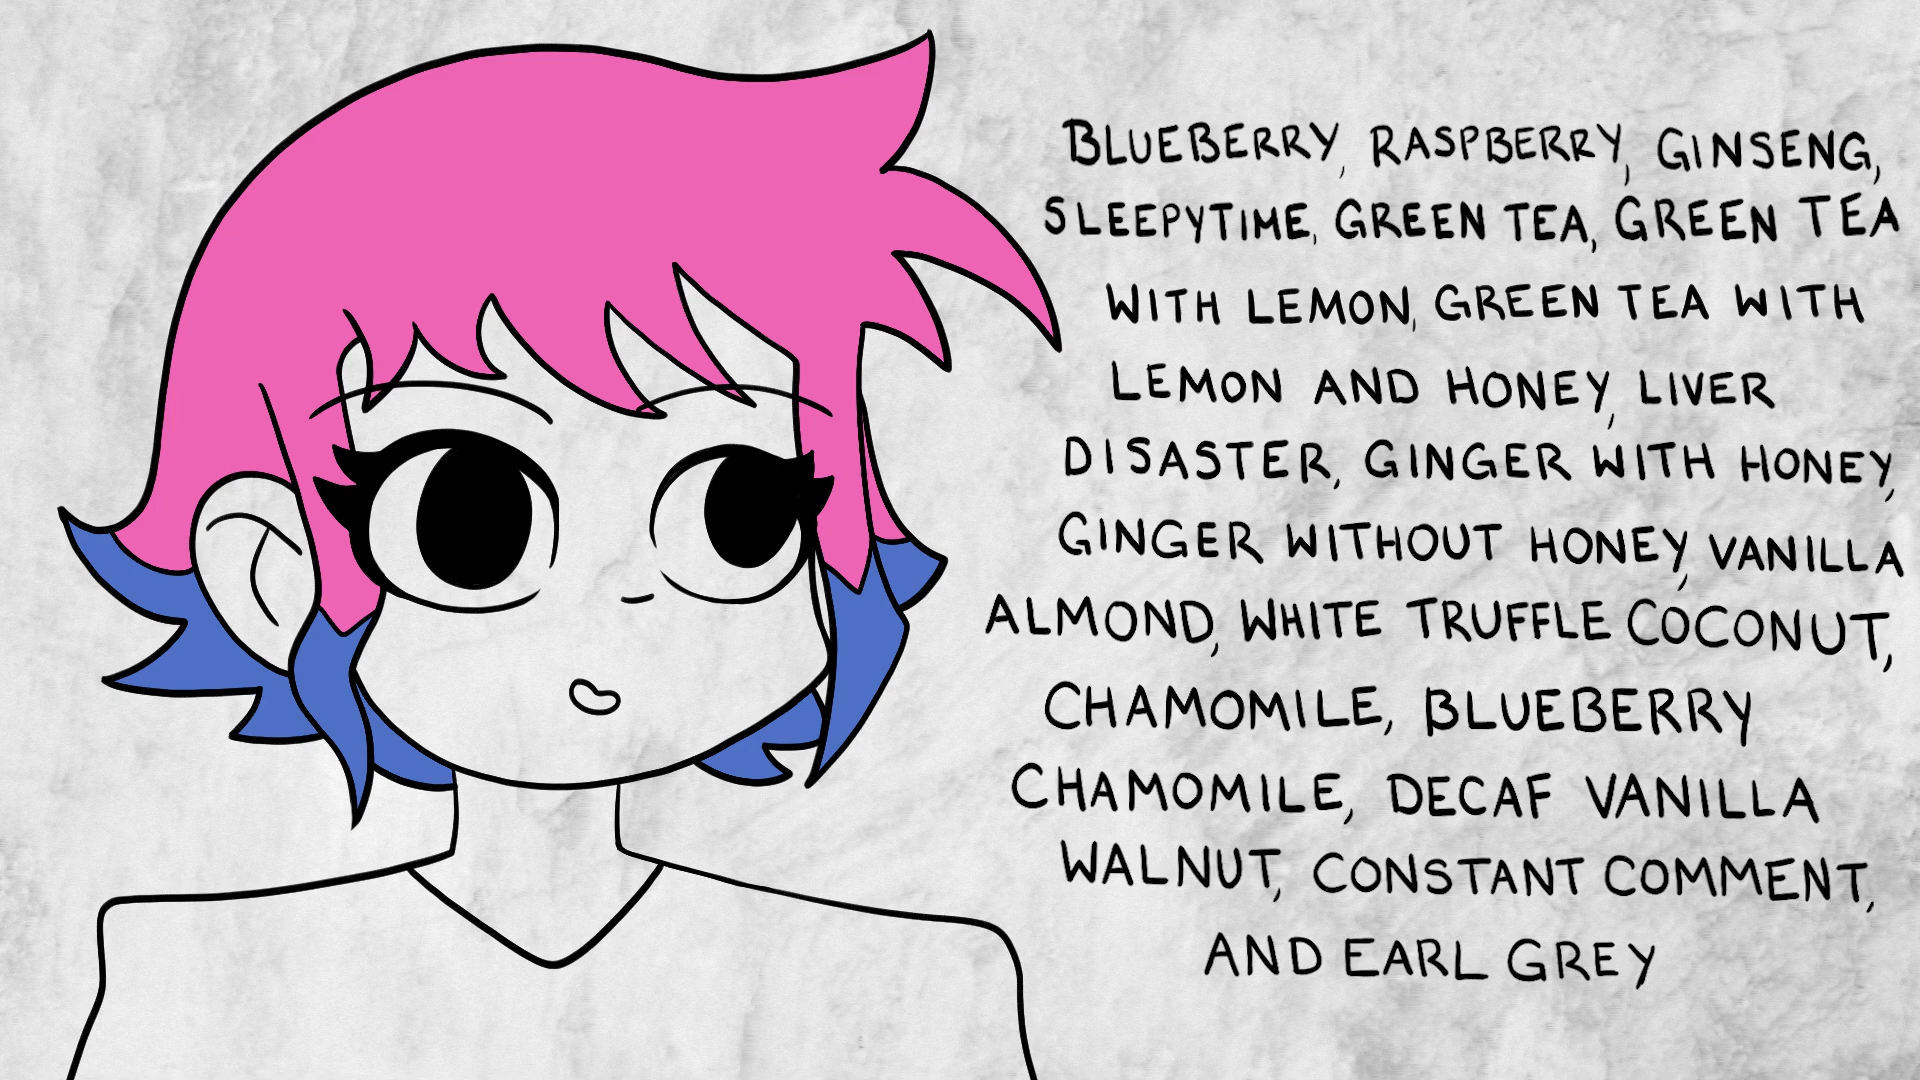 BLUEBERRY, RASPBERRY, GINSENG,
SLEEPYTIME, GREEN TEA, GREEN TEA
WITH LEMON, GREEN TEA WITH
LEMON AND HONEY, LIVER
DISASTER, GINGER WITH HONEY,
GINGER WITHOUT HONEY, VANILLA
ALMOND, WHITE TRUFFLE COCONUT,
CHAMOMILE, BLUEBERRY
CHAMOMILE, DECAF VANILLA
WALNUT, CONSTANT COMMENT,
AND EARL GREY